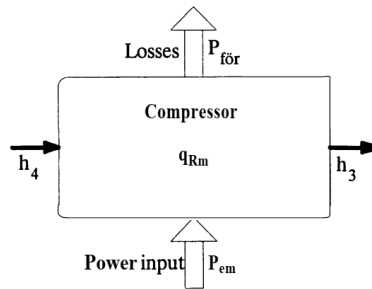 Losses P_för
Compressor
q_Rm
h_4
h_3
Power input P_em